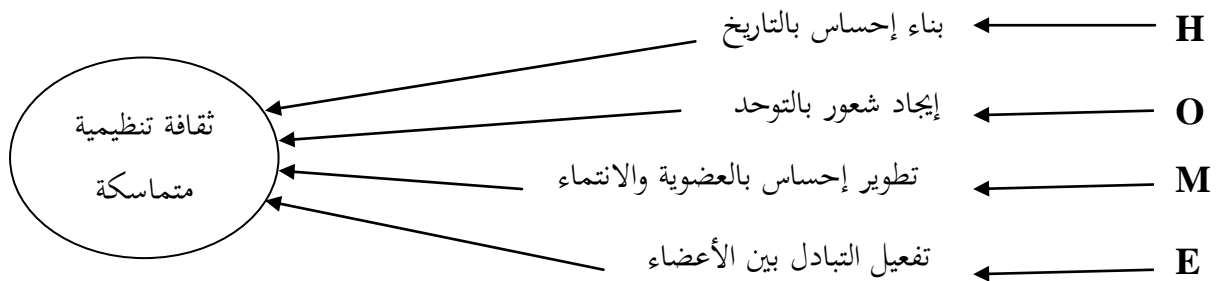 H
بناء إحساس بالتاريخ
O
إيجاد شعور بالتوحد
M
تطوير إحساس بالعضوية والانتماء
E
تفعيل التبادل بين الأعضاء
ثقافة تنظيمية
متماسكة